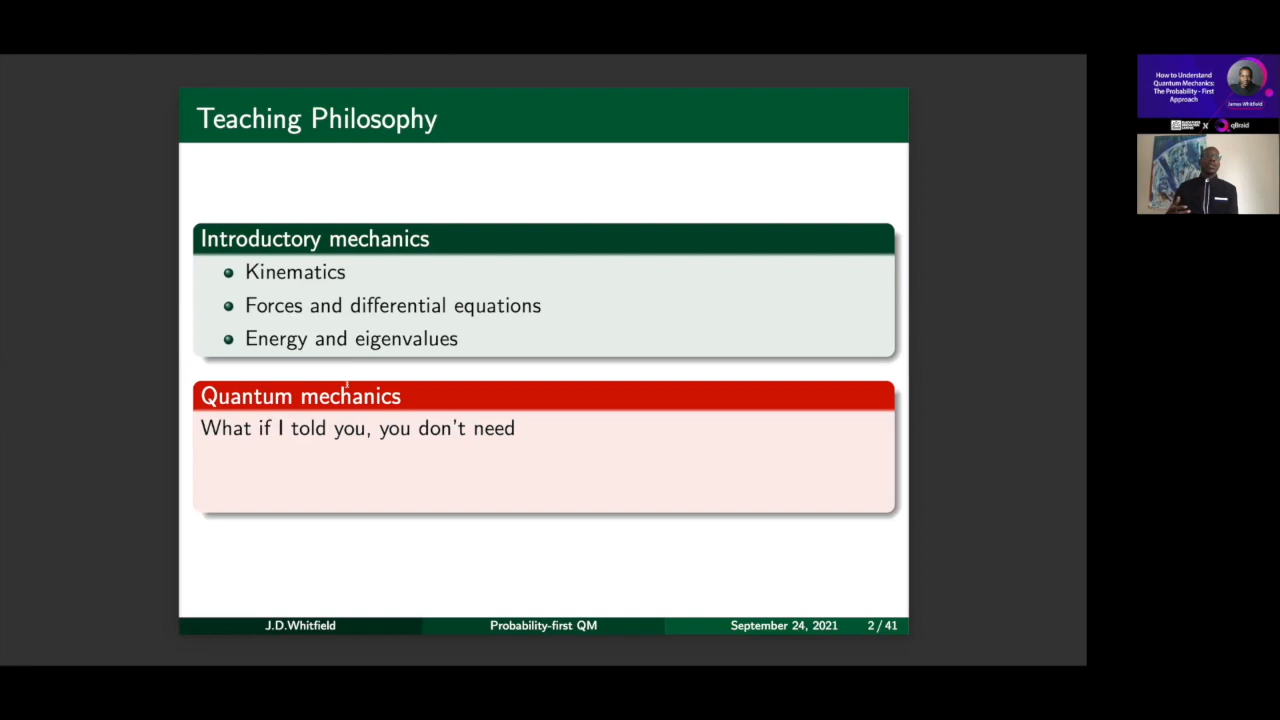 Teaching Philosophy
Introductory mechanics
Kinematics
Forces and differential equations
Energy and eigenvalues
Quantum mechanics
What if I told you, you don't need
J.D.Whitfield
Probability-first QM
September 24, 2021
2 / 41
How to Understand
Quantum Mechanics:
The Probability - First
Approach
James Whitfield
X
qBraid